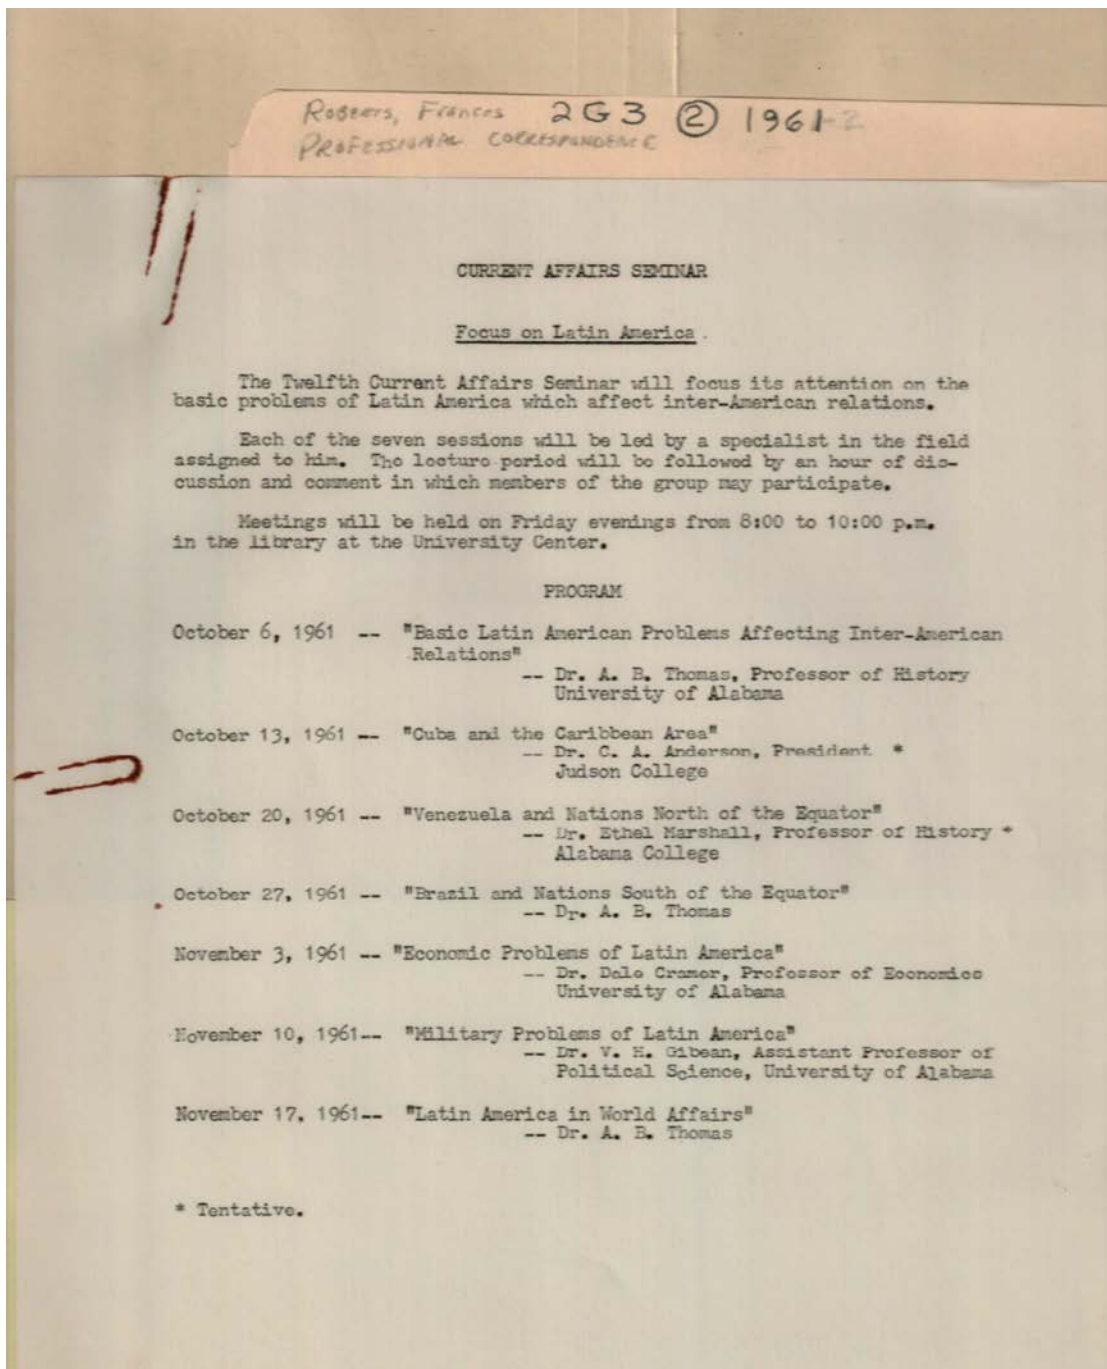 Roberts, Frances 2G3 ② 1961-2
PROFESSIONAL CORRESPONDENCE
CURRENT AFFAIRS SEMINAR
Focus on Latin America.
The Twelfth Current Affairs Seminar will focus its attention on the
basic problems of Latin America which affect inter-American relations.
Each of the seven sessions will be led by a specialist in the field
assigned to him. The lecture period will be followed by an hour of dis-
cussion and comment in which members of the group may participate.
Meetings will be held on Friday evenings from 8:00 to 10:00 p.m.
in the library at the University Center.
PROGRAM
October 6, 1961 -- "Basic Latin American Problems Affecting Inter-American
Relations"
-- Dr. A. B. Thomas, Professor of History
University of Alabama
October 13, 1961 -- "Cuba and the Caribbean Area"
-- Dr. C. A. Anderson, President *
Judson College
October 20, 1961 -- "Venezuela and Nations North of the Equator"
-- Dr. Ethel Marshall, Professor of History *
Alabama College
October 27, 1961 -- "Brazil and Nations South of the Equator"
-- Dr. A. B. Thomas
November 3, 1961 -- "Economic Problems of Latin America"
-- Dr. Dale Cramer, Professor of Economics
University of Alabama
November 10, 1961-- "Military Problems of Latin America"
-- Dr. V. H. Gibean, Assistant Professor of
Political Science, University of Alabama
November 17, 1961-- "Latin America in World Affairs"
-- Dr. A. B. Thomas
* Tentative.